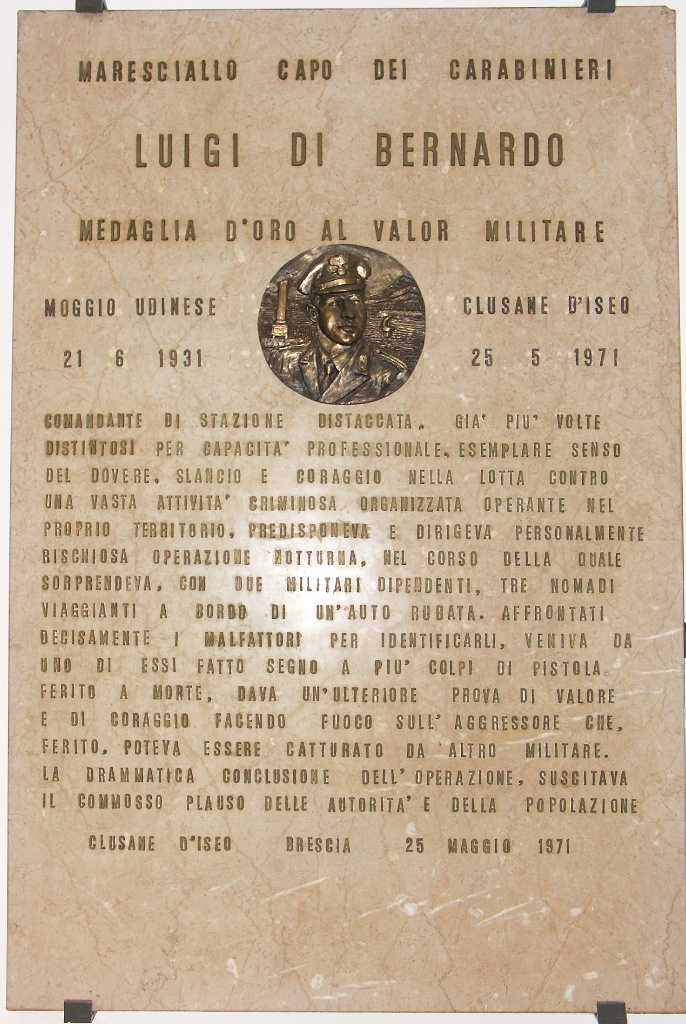 MARESCIALLO CAPO DEI CARABINIERI
LUIGI DI BERNARDO
MEDAGLIA D'ORO AL VALOR MILITARE
MOGGIO UDINESE CLUSANE D'ISEO
21 6 1931 25 5 1971
COMANDANTE DI STAZIONE DISTACCATA, GIA' PIU' VOLTE
DISTINTOSI PER CAPACITA' PROFESSIONALE, ESEMPLARE SENSO
DEL DOVERE, SLANCIO E CORAGGIO NELLA LOTTA CONTRO
UNA VASTA ATTIVITA' CRIMINOSA ORGANIZZATA OPERANTE NEL
PROPRIO TERRITORIO, PREDISPONEVA E DIRIGEVA PERSONALMENTE
RISCHIOSA OPERAZIONE NOTTURNA, NEL CORSO DELLA QUALE
SORPRENDEVA, CON DUE MILITARI DIPENDENTI, TRE NOMADI
VIAGGIANTI A BORDO DI UN'AUTO RUBATA. AFFRONTATI
DECISAMENTE I MALFATTORI PER IDENTIFICARLI, VENIVA DA
UNO DI ESSI FATTO SEGNO A PIU' COLPI DI PISTOLA.
FERITO A MORTE, DAVA UN'ULTERIORE PROVA DI VALORE
E DI CORAGGIO FACENDO FUOCO SULL'AGGRESSORE CHE,
FERITO, POTEVA ESSERE CATTURATO DA ALTRO MILITARE.
LA DRAMMATICA CONCLUSIONE DELL'OPERAZIONE, SUSCITAVA
IL COMMOSSO PLAUSO DELLE AUTORITA' E DELLA POPOLAZIONE
CLUSANE D'ISEO BRESCIA 25 MAGGIO 1971